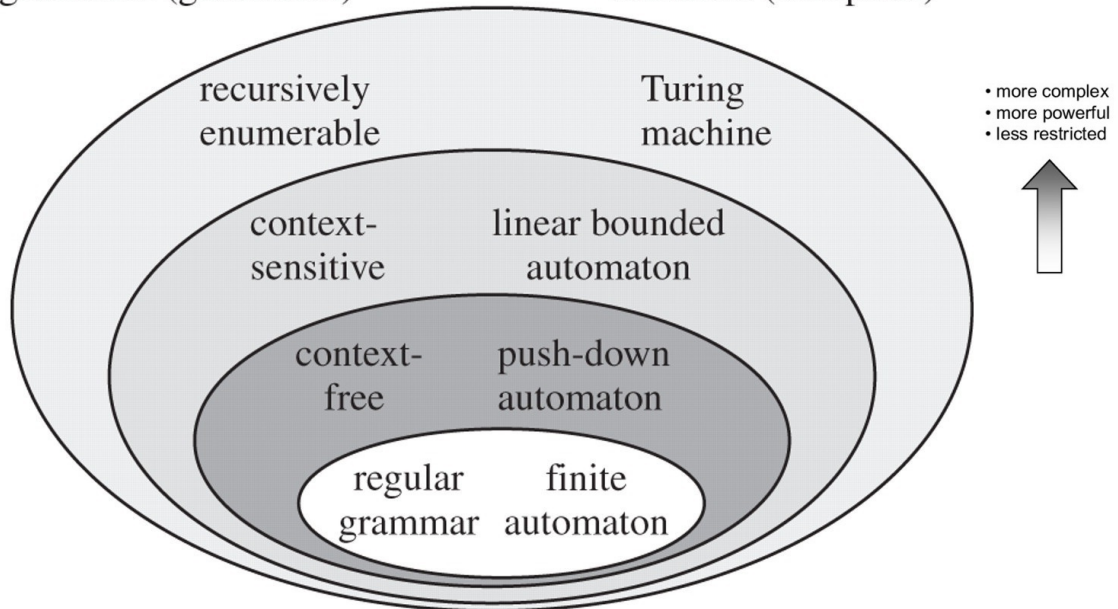 recursively
enumerable
Turing
machine
• more complex
• more powerful
• less restricted
context-
sensitive
linear bounded
automaton
context-
free
push-down
automaton
regular
grammar
finite
automaton